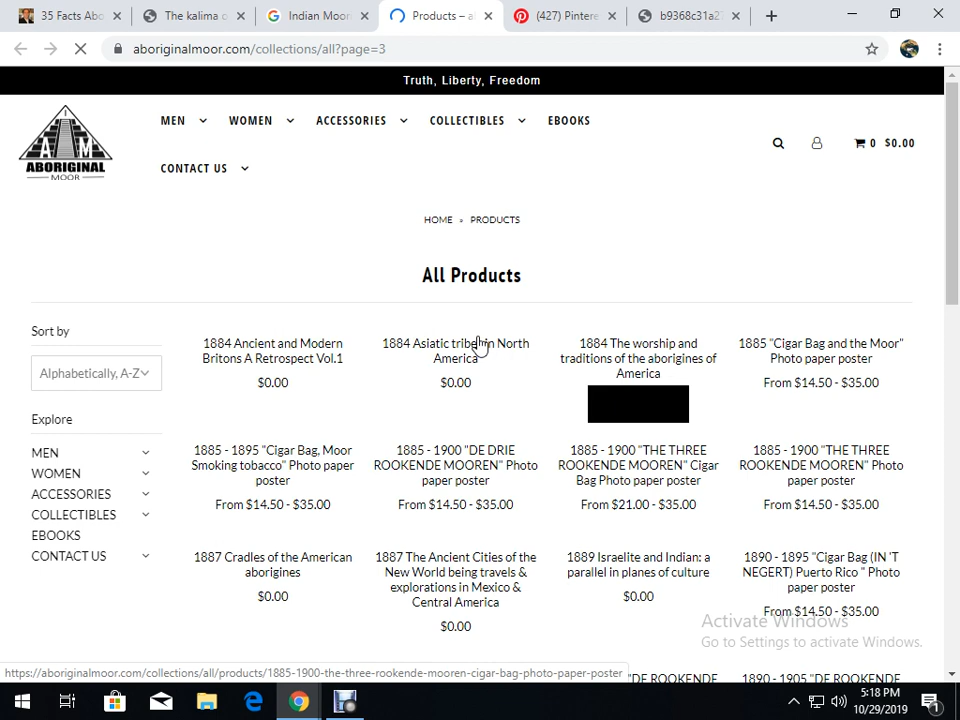 35 Facts Abo
The kalima o
Indian Moor
Products – a
(427) Pintere
b9368c31a2
aboriginalmoor.com/collections/all?page=3
Truth, Liberty, Freedom
AM
ABORIGINAL
MOOR
MEN
WOMEN
ACCESSORIES
COLLECTIBLES
EBOOKS
CONTACT US
0 $0.00
HOME » PRODUCTS
All Products
Sort by
Alphabetically, A-Z
Explore
MEN
WOMEN
ACCESSORIES
COLLECTIBLES
EBOOKS
CONTACT US
1884 Ancient and Modern
Britons A Retrospect Vol.1
$0.00
1884 Asiatic tribes in North
America
$0.00
1884 The worship and
traditions of the aborigines of
America
1885 "Cigar Bag and the Moor"
Photo paper poster
From $14.50 - $35.00
1885 - 1895 "Cigar Bag, Moor
Smoking tobacco" Photo paper
poster
From $14.50 - $35.00
1885 - 1900 "DE DRIE
ROOKENDE MOOREN" Photo
paper poster
From $14.50 - $35.00
1885 - 1900 "THE THREE
ROOKENDE MOOREN" Cigar
Bag Photo paper poster
From $21.00 - $35.00
1885 - 1900 "THE THREE
ROOKENDE MOOREN" Photo
paper poster
From $14.50 - $35.00
1887 Cradles of the American
aborigines
$0.00
1887 The Ancient Cities of the
New World being travels &
explorations in Mexico &
Central America
$0.00
1889 Israelite and Indian: a
parallel in planes of culture
$0.00
1890 - 1895 "Cigar Bag (IN 'T
NEGERT) Puerto Rico " Photo
paper poster
From $14.50 - $35.00
Activate Windows
Go to Settings to activate Windows.
"DE ROOKENDE
1890 - 1905 "DE
https://aboriginalmoor.com/collections/all/products/1885-1900-the-three-rookende-mooren-cigar-bag-photo-paper-poster
5:18 PM
10/29/2019
1